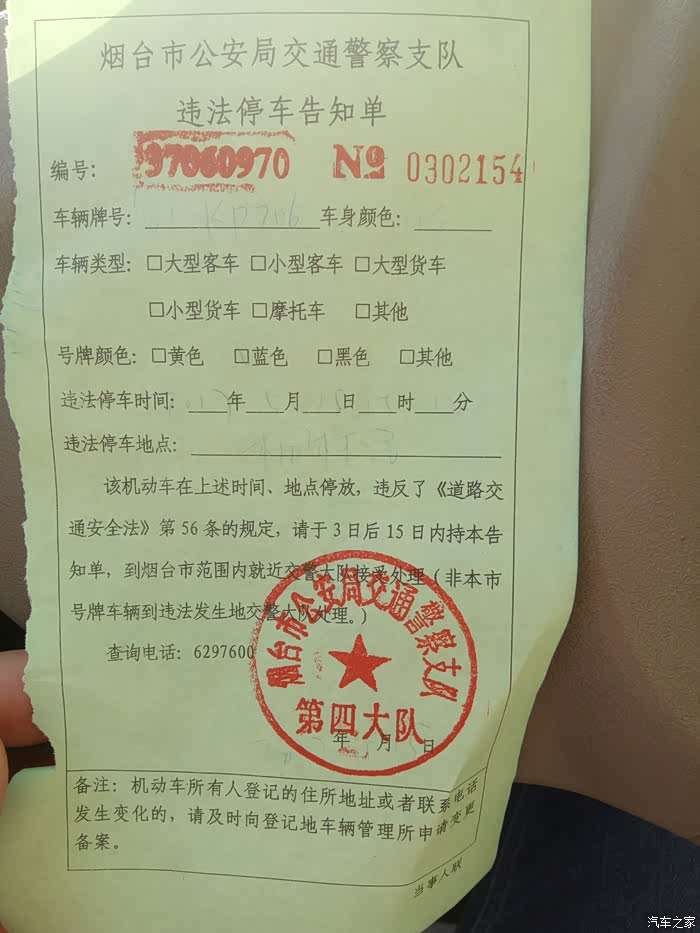 烟台市公安局交通警察支队
违法停车告知单
编号： 37060970 № 0302154
车辆牌号： KP706 车身颜色：
车辆类型：□大型客车 □小型客车 □大型货车
□小型货车 □摩托车 □其他
号牌颜色：□黄色 □蓝色 □黑色 □其他
违法停车时间： 年 月 日 时 分
违法停车地点：
该机动车在上述时间、地点停放，违反了《道路交
通安全法》第 56 条的规定，请于 3 日后 15 日内持本告
知单，到烟台市范围内就近交警大队接受处理（非本市
号牌车辆到违法发生地交警大队处理。）
查询电话：6297600
烟台市公安局交通警察支队
第四大队
年 月 日
备注：机动车所有人登记的住所地址或者联系电话
发生变化的，请及时向登记地车辆管理所申请变更
备案。
当事人联
汽车之家